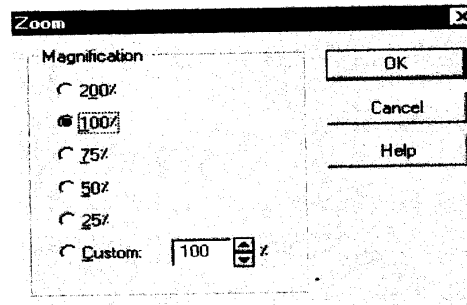 Zoom
Magnification
200%
100%
75%
50%
25%
Custom: 100 %
OK
Cancel
Help